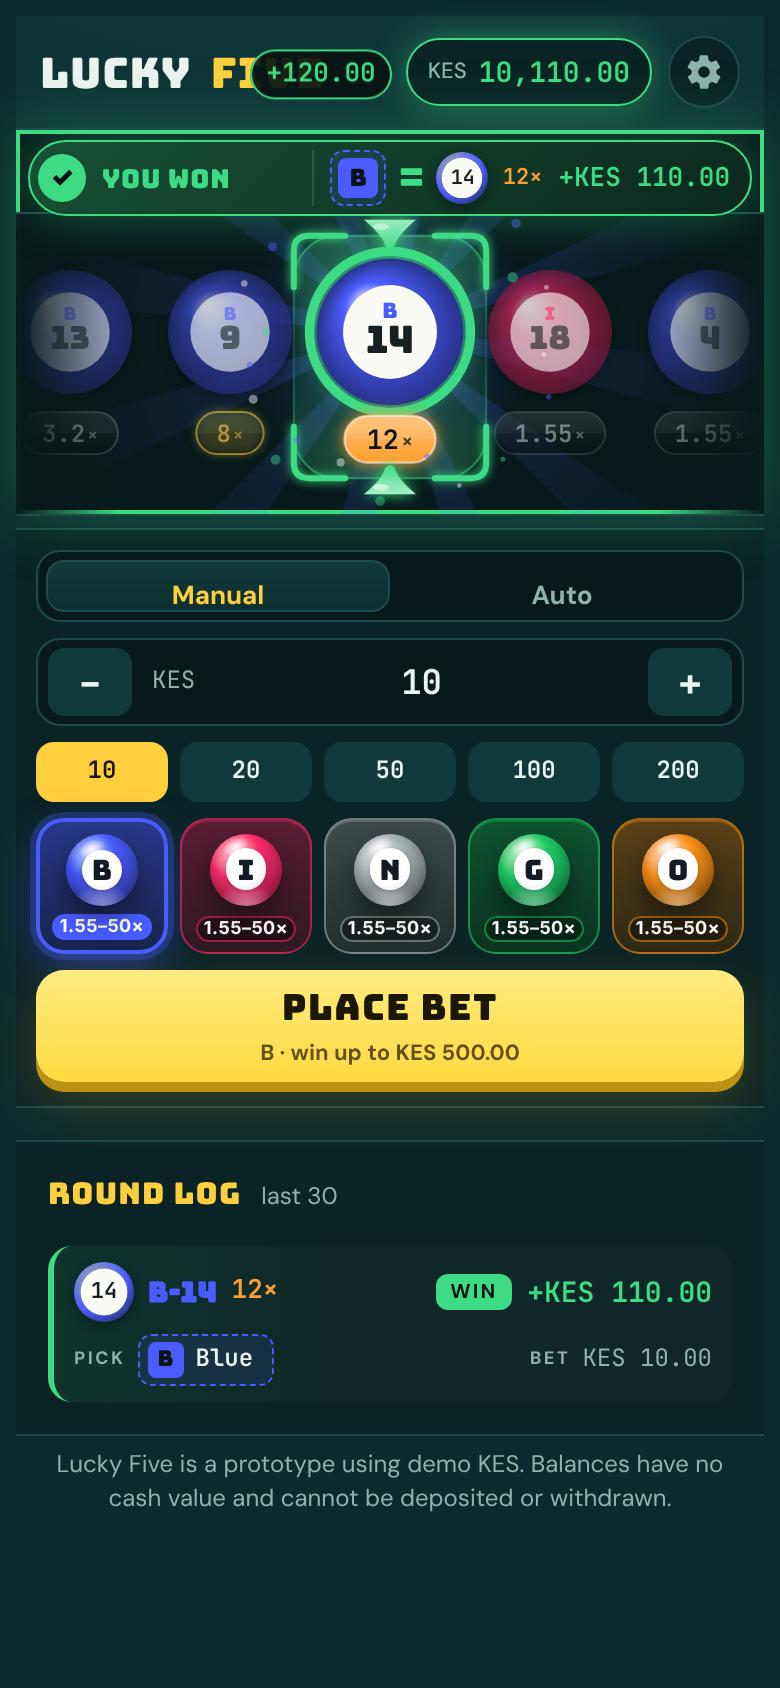 LUCKY FI
+120.00
KES 10,110.00
YOU WON
B = 14 12× +KES 110.00
B 13
B 9
B 14
I 18
B 4
3.2×
8×
12×
1.55×
1.55×
Manual
Auto
− KES 10 +
10 20 50 100 200
B I N G O
1.55–50× 1.55–50× 1.55–50× 1.55–50× 1.55–50×
PLACE BET
B · win up to KES 500.00
ROUND LOG last 30
14 B-14 12× WIN +KES 110.00
PICK B Blue BET KES 10.00
Lucky Five is a prototype using demo KES. Balances have no
cash value and cannot be deposited or withdrawn.